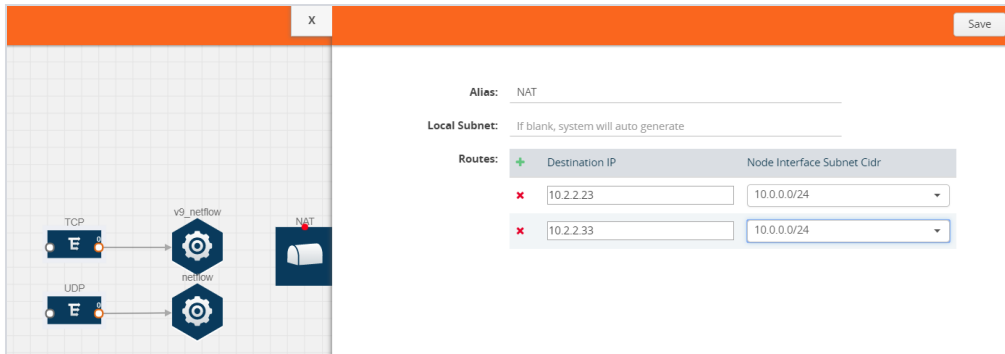 X
Save
Alias: NAT
Local Subnet: If blank, system will auto generate
Routes: + Destination IP Node Interface Subnet Cidr
× 10.2.2.23 10.0.0.0/24
× 10.2.2.33 10.0.0.0/24
TCP v9_netflow NAT
0
UDP netflow
0